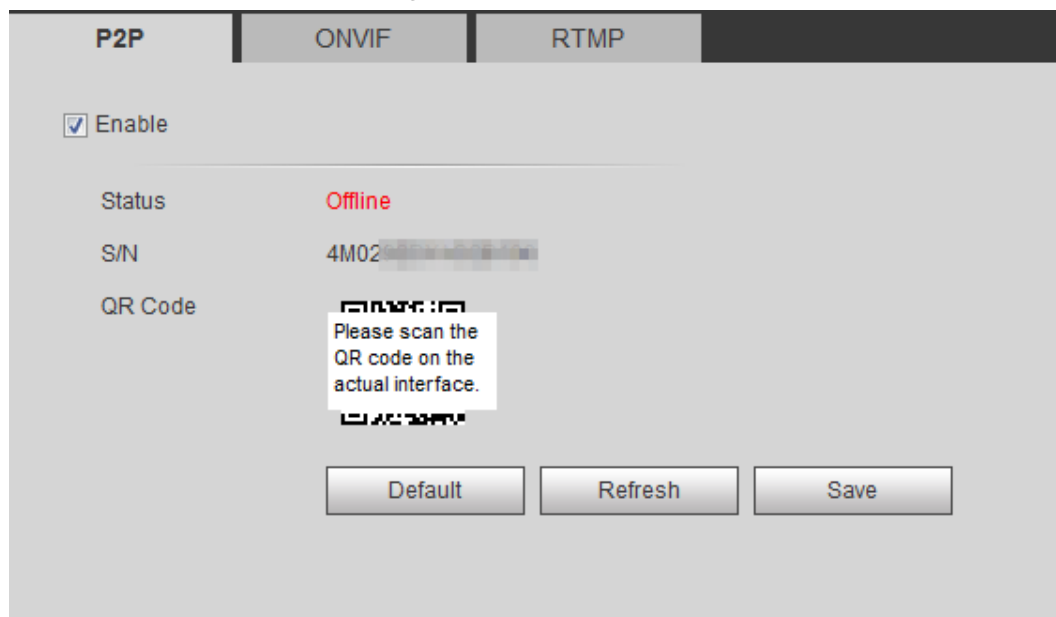 P2P ONVIF RTMP
Enable
Status Offline
S/N 4M02
QR Code
Please scan the
QR code on the
actual interface.
Default Refresh Save